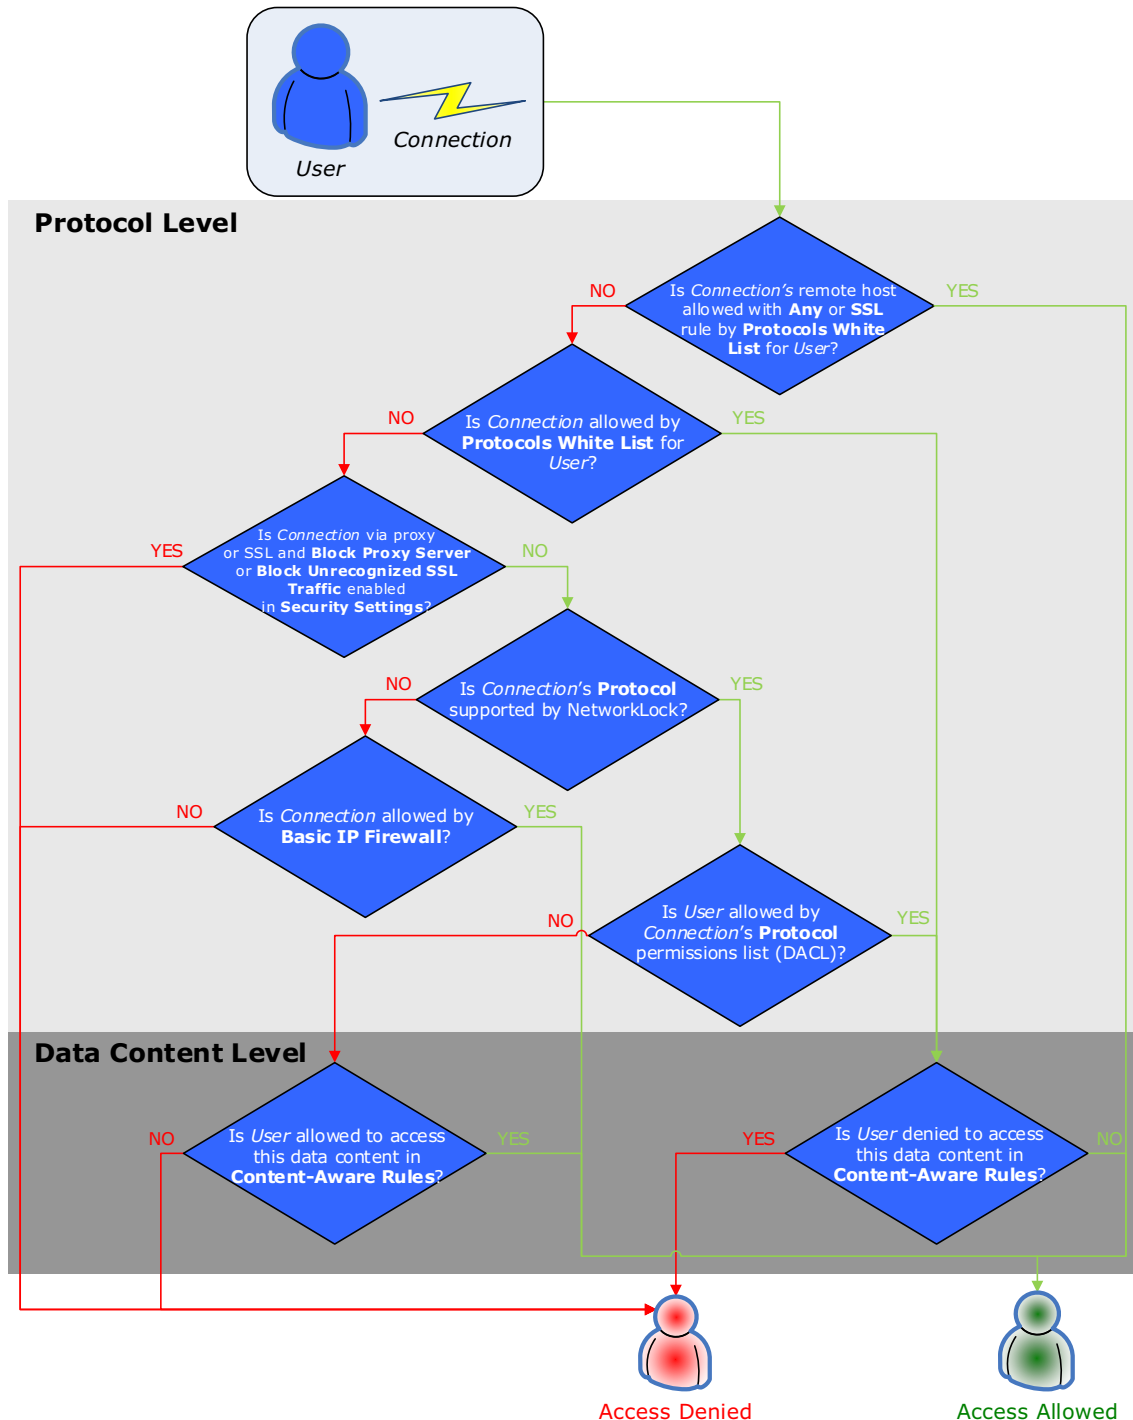 Connection
User
Protocol Level
Is Connection's remote host
allowed with Any or SSL
rule by Protocols White
List for User?
NO
YES
Is Connection allowed by
Protocols White List for
User?
NO
YES
Is Connection via proxy
or SSL and Block Proxy Server
or Block Unrecognized SSL
Traffic enabled
in Security Settings?
YES
NO
Is Connection's Protocol
supported by NetworkLock?
NO
YES
Is Connection allowed by
Basic IP Firewall?
NO
YES
Is User allowed by
Connection's Protocol
permissions list (DACL)?
NO
YES
Data Content Level
Is User allowed to access
this data content in
Content-Aware Rules?
NO
YES
Is User denied to access
this data content in
Content-Aware Rules?
YES
NO
Access Denied
Access Allowed